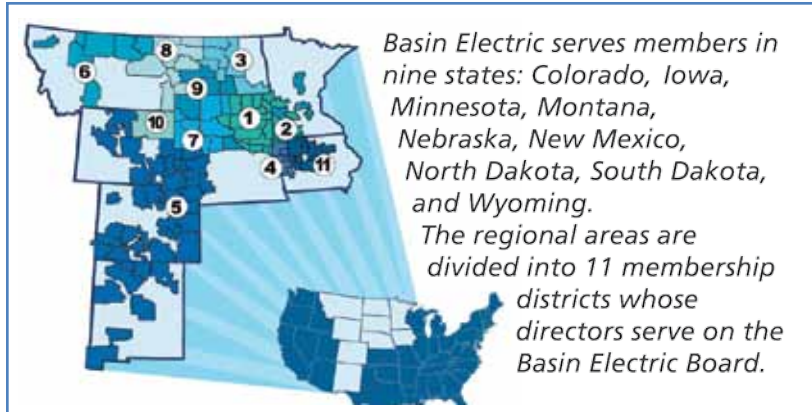 Basin Electric serves members in
nine states: Colorado, Iowa,
Minnesota, Montana,
Nebraska, New Mexico,
North Dakota, South Dakota,
and Wyoming.
The regional areas are
divided into 11 membership
districts whose
directors serve on the
Basin Electric Board.
8
3
6
9
10
1
2
7
4
11
5